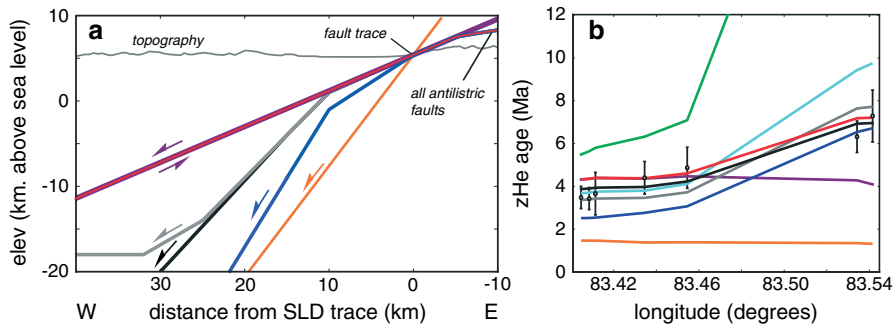 a
topography
fault trace
all antilistric
faults
elev (km. above sea level)
10
0
-10
-20
30
20
10
0
-10
W
distance from SLD trace (km)
E
b
zHe age (Ma)
12
10
8
6
4
2
0
83.42
83.46
83.50
83.54
longitude (degrees)